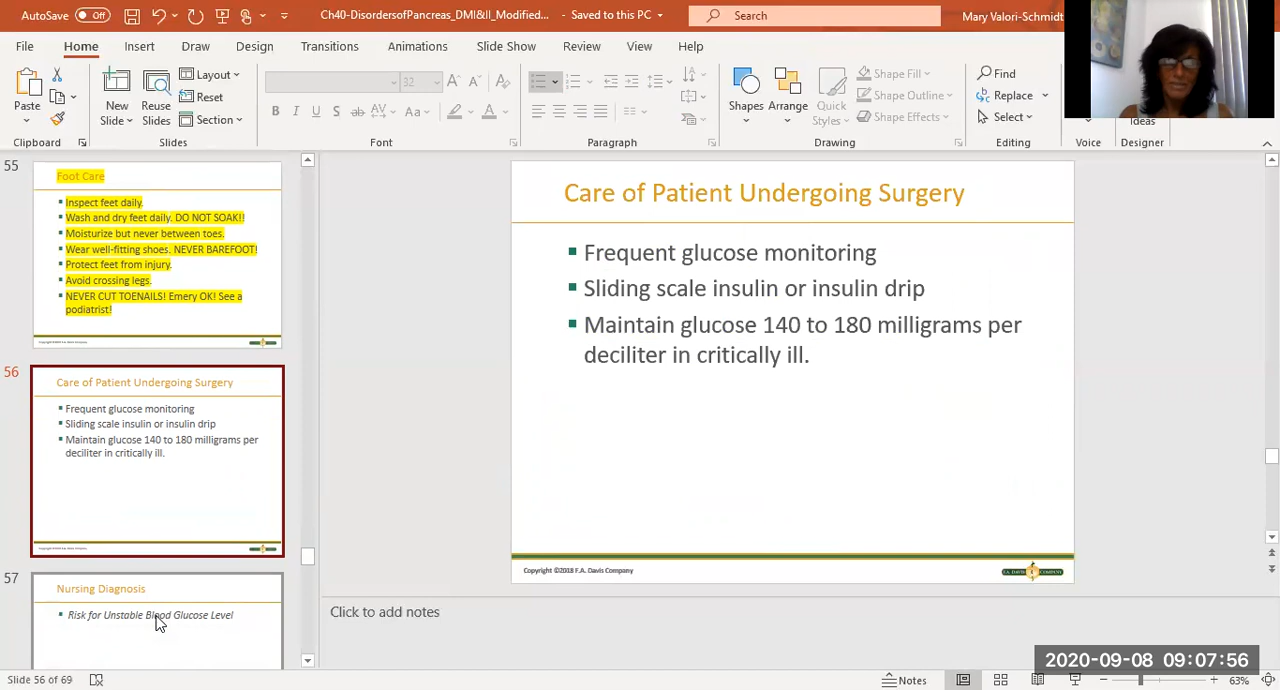 AutoSave Off Ch40-DisordersofPancreas_DMI&II_Modified... • Saved to this PC Search Mary Valori-Schmidt
File Home Insert Draw Design Transitions Animations Slide Show Review View Help
Paste
New
Slide
Reuse
Slides
Layout
Reset
Section
32
B I U S ab AV Aa A
Shapes Arrange Quick
Styles
Shape Fill
Shape Outline
Shape Effects
Find
Replace
Select
Ideas
Clipboard Slides Font Paragraph Drawing Editing Voice Designer
55
Foot Care
Inspect feet daily.
Wash and dry feet daily. DO NOT SOAK!!
Moisturize but never between toes.
Wear well-fitting shoes. NEVER BAREFOOT!
Protect feet from injury.
Avoid crossing legs.
NEVER CUT TOENAILS! Emery OK! See a
podiatrist!
56
Care of Patient Undergoing Surgery
Frequent glucose monitoring
Sliding scale insulin or insulin drip
Maintain glucose 140 to 180 milligrams per
deciliter in critically ill.
57
Nursing Diagnosis
Risk for Unstable Blood Glucose Level
Care of Patient Undergoing Surgery
Frequent glucose monitoring
Sliding scale insulin or insulin drip
Maintain glucose 140 to 180 milligrams per
deciliter in critically ill.
Copyright ©2018 F.A. Davis Company
F.A. DAVIS COMPANY
Click to add notes
2020-09-08 09:07:56
Slide 56 of 69 Notes 63%